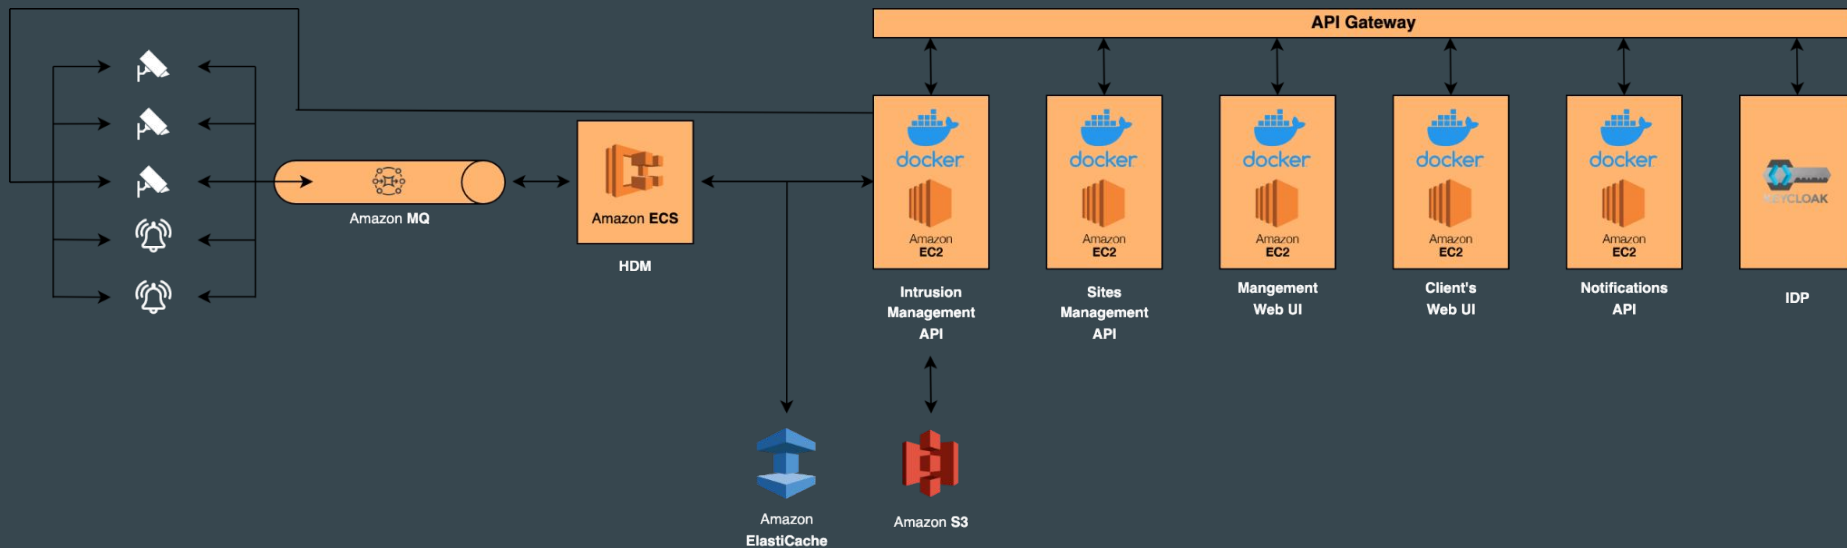 API Gateway
docker
Amazon
EC2
Intrusion
Management
API
docker
Amazon
EC2
Sites
Management
API
docker
Amazon
EC2
Mangement
Web UI
docker
Amazon
EC2
Client's
Web UI
docker
Amazon
EC2
Notifications
API
KEYCLOAK
IDP
Amazon MQ
Amazon ECS
HDM
Amazon
ElastiCache
Amazon S3